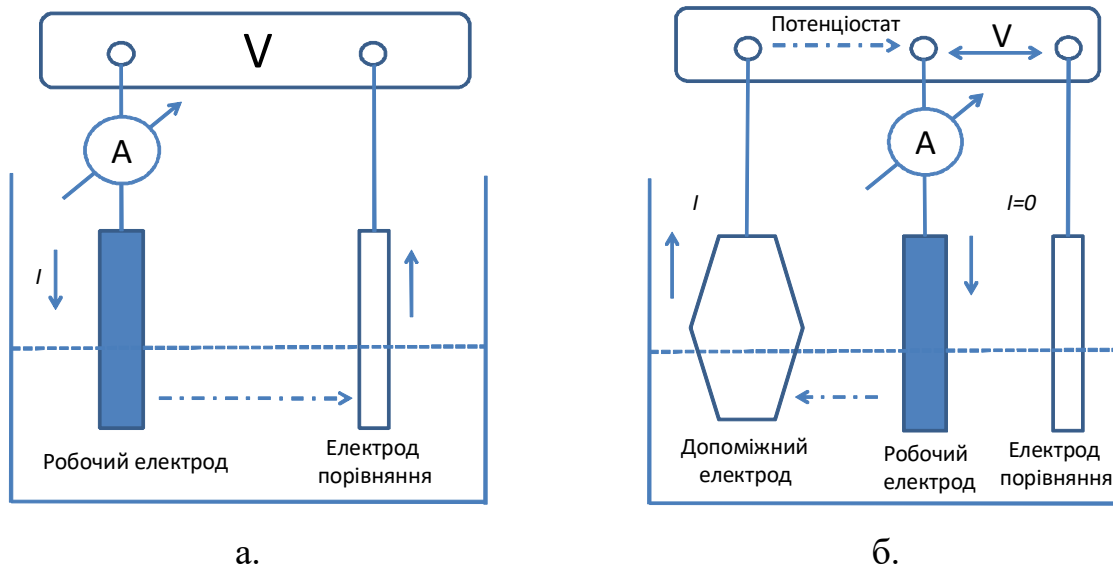 V
A
I
Робочий електрод
Електрод
порівняння
а.
Потенціостат
V
A
I
I=0
Допоміжний
електрод
Робочий
електрод
Електрод
порівняння
б.